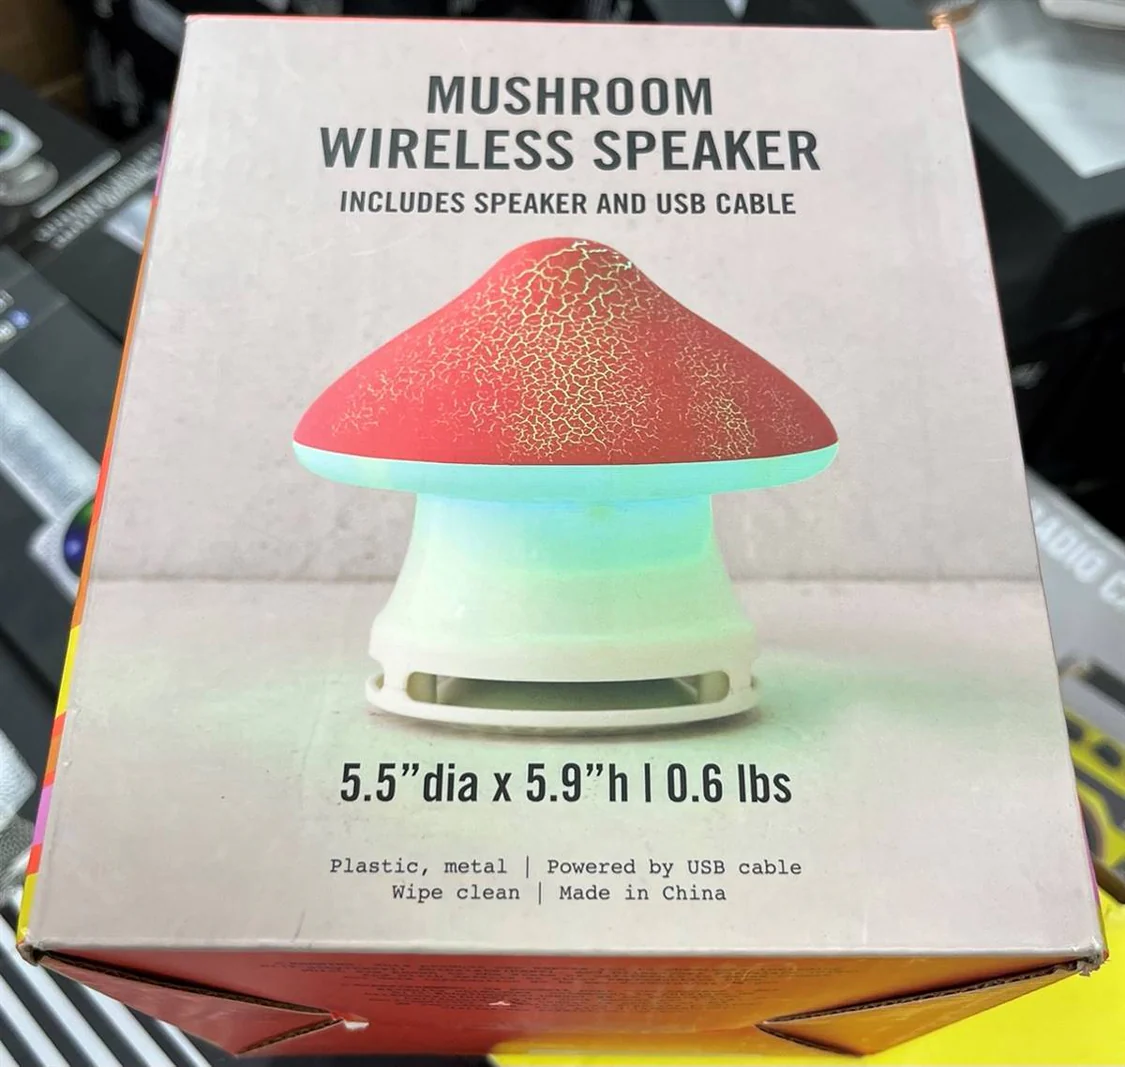 MUSHROOM
WIRELESS SPEAKER
INCLUDES SPEAKER AND USB CABLE
5.5”dia x 5.9”h | 0.6 lbs
Plastic, metal | Powered by USB cable
Wipe clean | Made in China